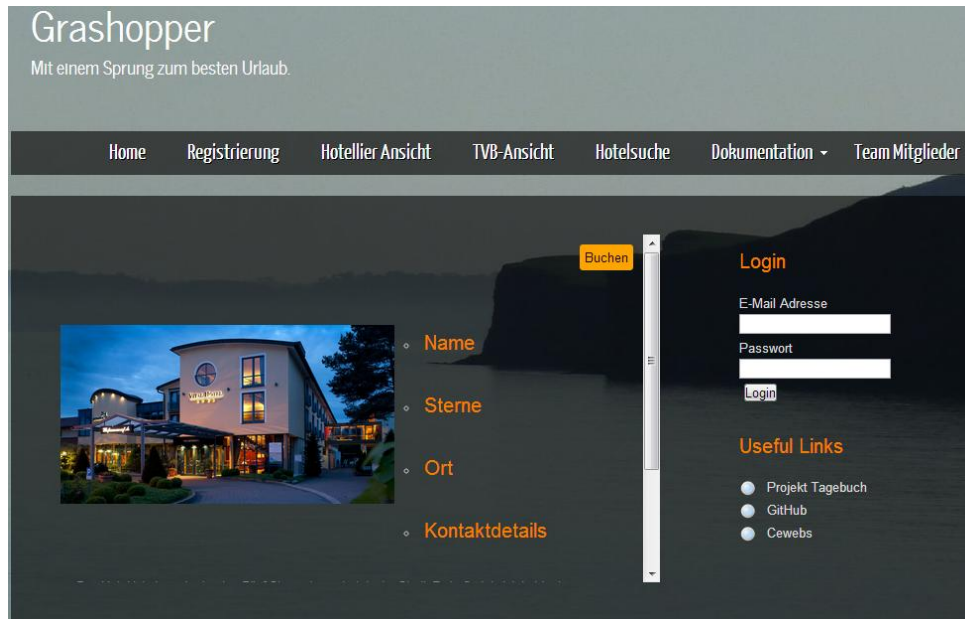 Grashopper
Mit einem Sprung zum besten Urlaub.
Home Registrierung Hotellier Ansicht TVB-Ansicht Hotelsuche Dokumentation Team Mitglieder
Buchen
Name
Sterne
Ort
Kontaktdetails
Login
E-Mail Adresse
Passwort
Login
Useful Links
Projekt Tagebuch
GitHub
Cewebs